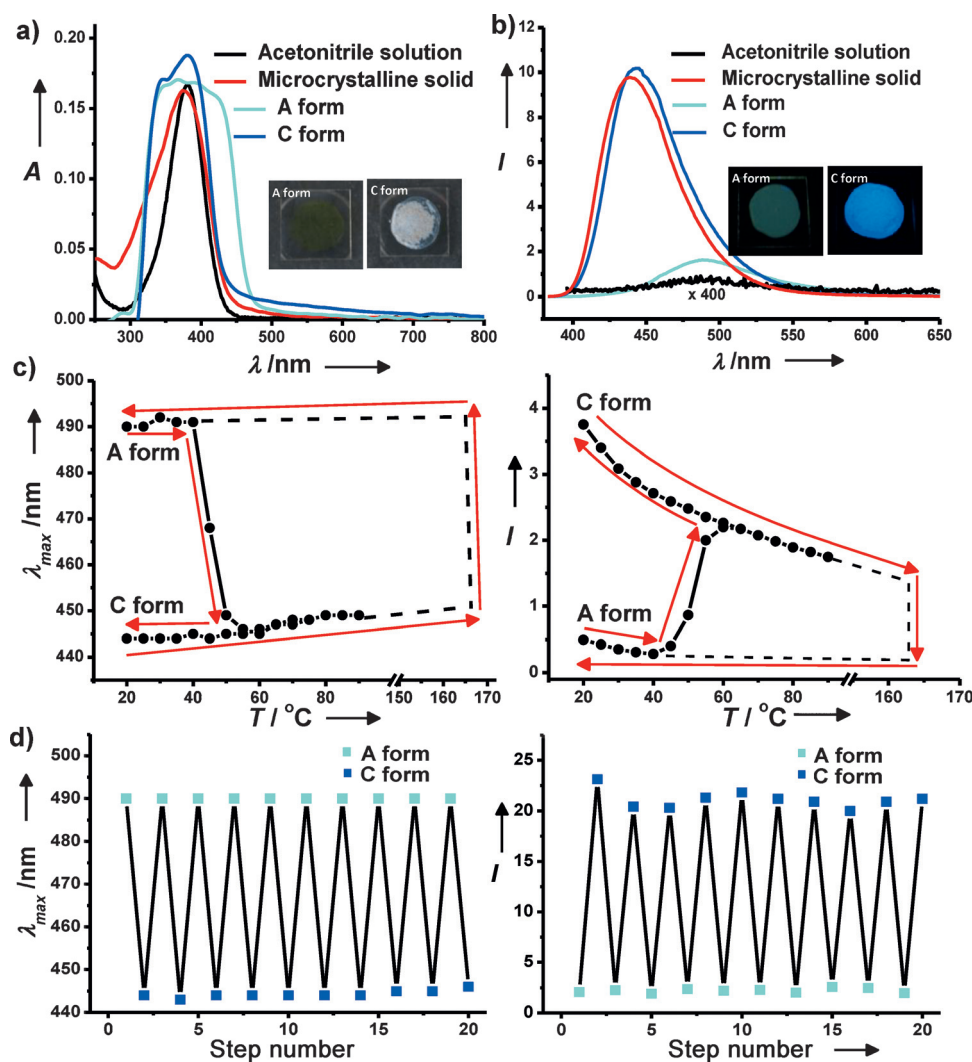 a)
0.20
0.15
0.10
0.05
0.00
A
Acetonitrile solution
Microcrystalline solid
A form
C form
A form
C form
300 400 500 600 700 800
λ /nm
b)
12
10
8
6
4
2
0
I
Acetonitrile solution
Microcrystalline solid
A form
C form
A form
C form
x 400
400 450 500 550 600 650
λ /nm
c)
500
490
480
470
460
450
440
λmax /nm
A form
C form
20 40 60 80 150 160 170
T / °C
4
3
2
1
0
I
C form
A form
20 40 60 80 160 170
T / °C
d)
500
490
480
470
460
450
440
λmax /nm
A form
C form
0 5 10 15 20
Step number
25
20
15
10
5
0
I
A form
C form
0 5 10 15 20
Step number